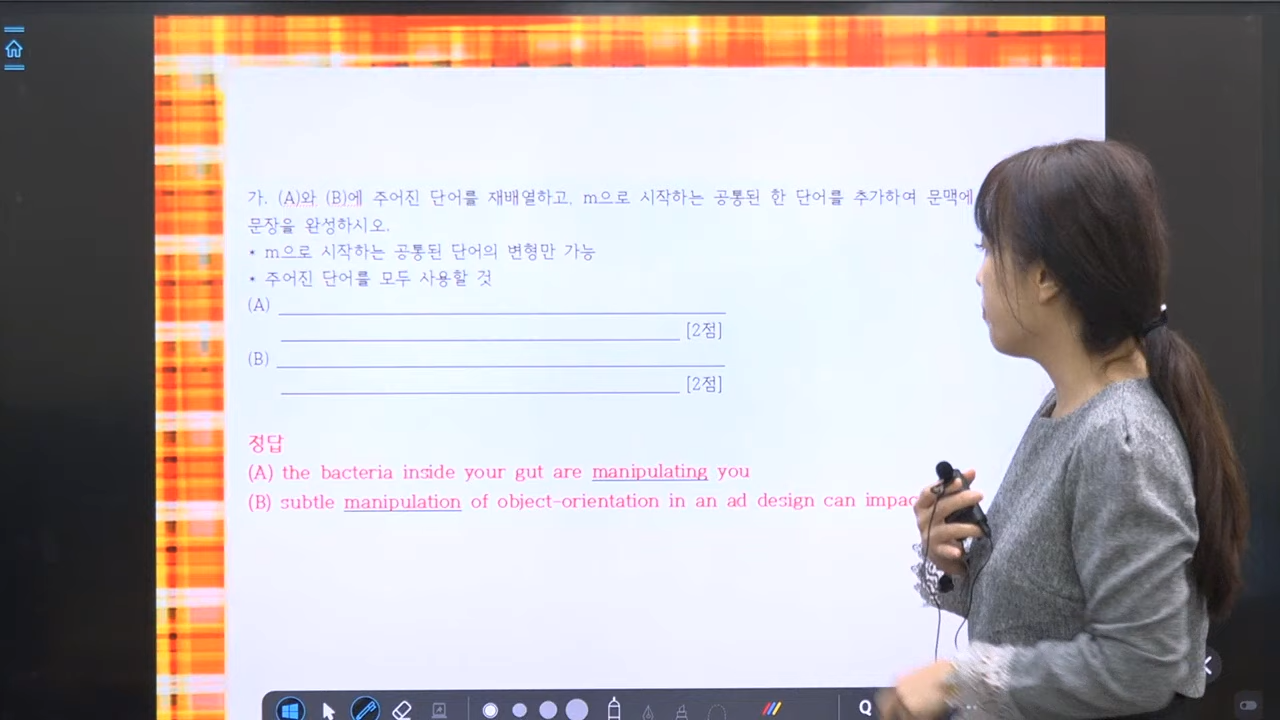 가. (A)와 (B)에 주어진 단어를 재배열하고, m으로 시작하는 공통된 한 단어를 추가하여 문맥에
문장을 완성하시오.
* m으로 시작하는 공통된 단어의 변형만 가능
* 주어진 단어를 모두 사용할 것
(A)
[2점]
(B)
[2점]
정답
(A) the bacteria inside your gut are manipulating you
(B) subtle manipulation of object-orientation in an ad design can